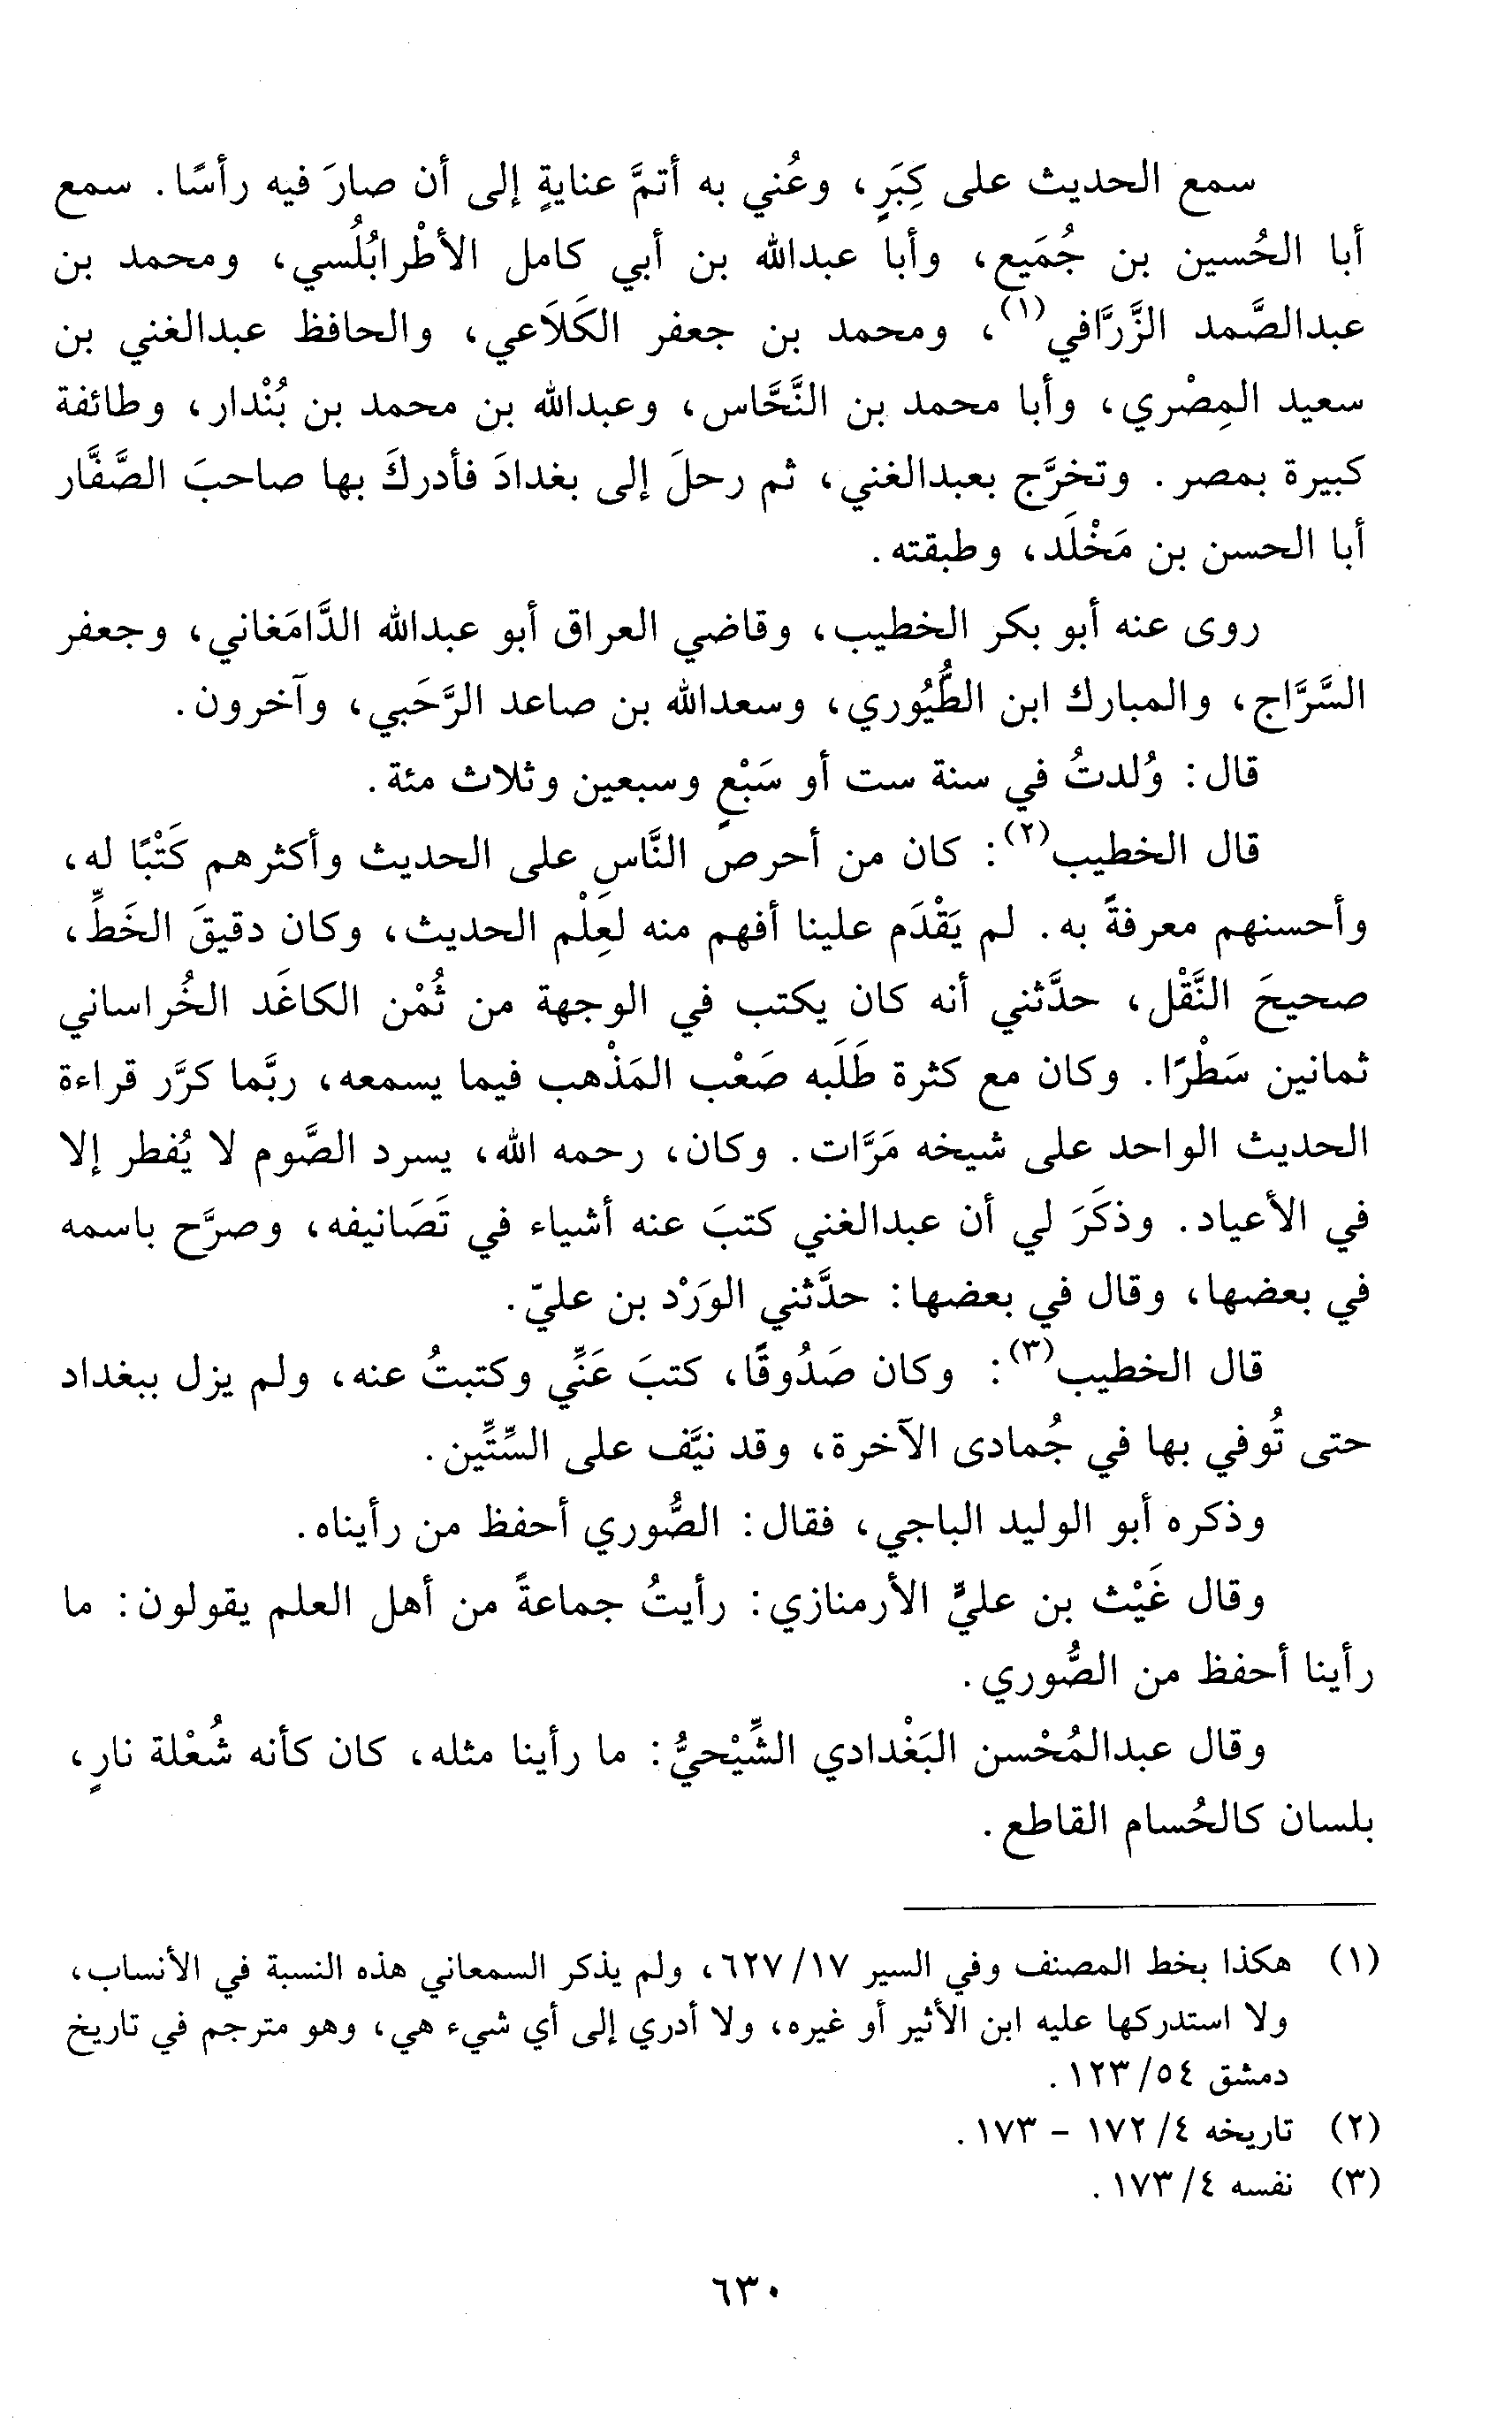 سمع الحديث على كِبَرٍ، وعُني به أتمَّ عنايةٍ إلى أن صارَ فيه رأسًا. سمع
أبا الحُسين بن جُمَيع، وأبا عبدالله بن أبي كامل الأطْرابُلُسي، ومحمد بن
عبدالصَّمد الزَّرَّافي(١)، ومحمد بن جعفر الكَلَاعي، والحافظ عبدالغني بن
سعيد المِصْري، وأبا محمد بن النَّحَّاس، وعبدالله بن محمد بن بُنْدار، وطائفة
كبيرة بمصر. وتخرَّج بعبدالغني، ثم رحلَ إلى بغدادَ فأدركَ بها صاحبَ الصَّفَّار
أبا الحسن بن مَخْلَد، وطبقته.
روى عنه أبو بكر الخطيب، وقاضي العراق أبو عبدالله الدَّامَغاني، وجعفر
السَّرَّاج، والمبارك ابن الطُّيُوري، وسعدالله بن صاعد الرَّحَبي، وآخرون.
قال: وُلدتُ في سنة ست أو سَبْعٍ وسبعين وثلاث مئة.
قال الخطيب(٢): كان من أحرص النَّاسِ على الحديث وأكثرهم كَتْبًا له،
وأحسنهم معرفةً به. لم يَقْدَم علينا أفهم منه لعِلْم الحديث، وكان دقيقَ الخَطِّ،
صحيحَ النَّقْل، حدَّثني أنه كان يكتب في الوجهة من ثُمْن الكاغَد الخُراساني
ثمانين سَطْرًا. وكان مع كثرة طَلَبه صَعْب المَذْهب فيما يسمعه، ربَّما كرَّر قراءة
الحديث الواحد على شيخه مَرَّات. وكان، رحمه الله، يسرد الصَّوم لا يُفطر إلا
في الأعياد. وذكَرَ لي أن عبدالغني كتبَ عنه أشياء في تَصَانيفه، وصرَّح باسمه
في بعضها، وقال في بعضها: حدَّثني الوَرْد بن عليّ.
قال الخطيب(٣): وكان صَدُوقًا، كتبَ عَنِّي وكتبتُ عنه، ولم يزل ببغداد
حتى تُوفي بها في جُمادى الآخرة، وقد نيَّف على السِّتِّين.
وذكره أبو الوليد الباجي، فقال: الصُّوري أحفظ من رأيناه.
وقال غَيْث بن عليٍّ الأرمنازي: رأيتُ جماعةً من أهل العلم يقولون: ما
رأينا أحفظ من الصُّوري.
وقال عبدالمُحْسن البَغْدادي الشِّيْحيُّ: ما رأينا مثله، كان كأنه شُعْلة نارٍ،
بلسان كالحُسام القاطع.
(١) هكذا بخط المصنف وفي السير ١٧/ ٦٢٧، ولم يذكر السمعاني هذه النسبة في الأنساب،
ولا استدركها عليه ابن الأثير أو غيره، ولا أدري إلى أي شيء هي، وهو مترجم في تاريخ
دمشق ٥٤/ ١٢٣.
(٢) تاريخه ٤/ ١٧٢ - ١٧٣.
(٣) نفسه ٤/ ١٧٣.
٦٣٠